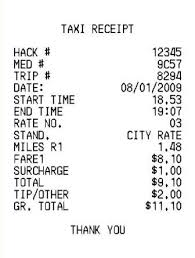 TAXI RECEIPT
HACK # 12345
MED # 9C57
TRIP # 8294
DATE: 08/01/2009
START TIME 18.53
END TIME 19:07
RATE NO. 03
STAND. CITY RATE
MILES R1 1.48
FARE1 $8.10
SURCHARGE $1.00
TOTAL $9.10
TIP/OTHER $2.00
GR. TOTAL $11.10
THANK YOU